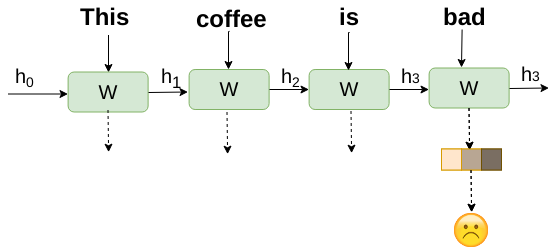 This coffee is bad
h0 h1 h2 h3 h3
W W W W